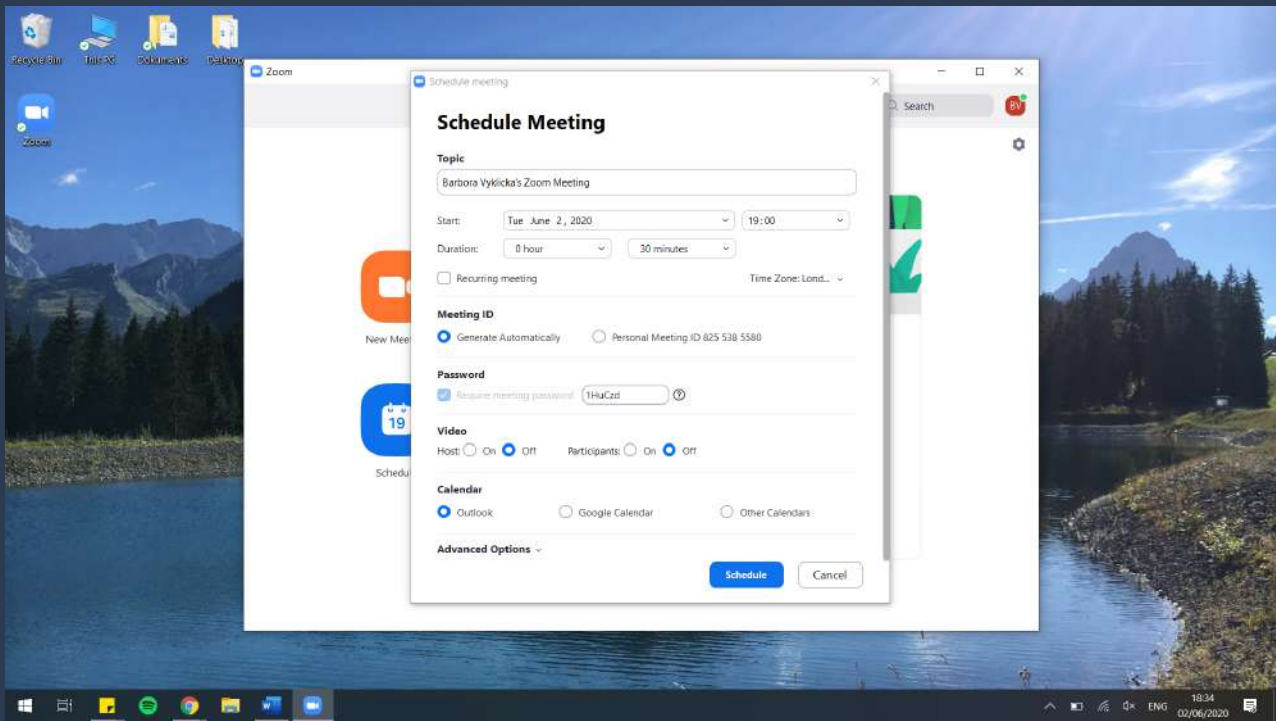 Recycle Bin
This PC
Dokumenты
Desktop
Zoom
Zoom
Search
BV
New Mee
19
Schedu
Schedule meeting
Schedule Meeting
Topic
Barbora Vyklicka's Zoom Meeting
Start: Tue June 2, 2020 19:00
Duration: 0 hour 30 minutes
Recurring meeting Time Zone: Lond...
Meeting ID
Generate Automatically Personal Meeting ID 825 538 5580
Password
Require meeting password 1HuCzd
Video
Host: On Off Participants: On Off
Calendar
Outlook Google Calendar Other Calendars
Advanced Options
Schedule Cancel
ENG
18:34
02/06/2020